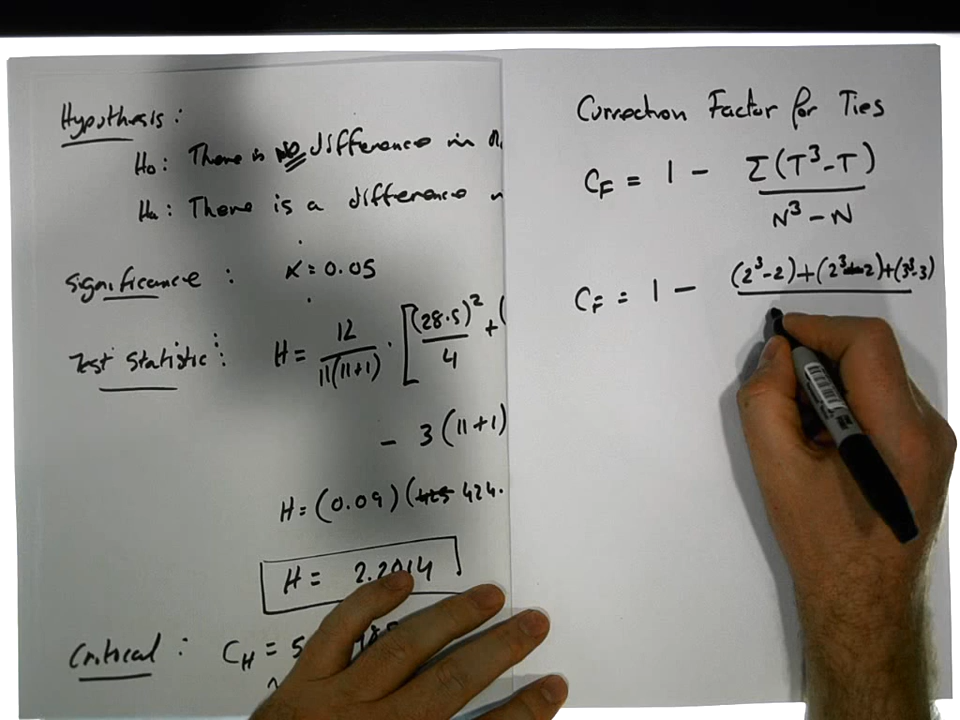 Hypothesis:
H₀: There is NO difference in
Hₐ: There is a difference
Significance: α = 0.05
Test Statistic: H = 12 / 11(11+1) · [(28.5)² / 4 + (
- 3(11+1)
H = (0.09)(425 424.
H = 2.2014
Critical: C_H = 5
Correction Factor for Ties
C_F = 1 - Σ(T³-T) / N³-N
C_F = 1 - (2³-2)+(2³-2)+(3³-3)